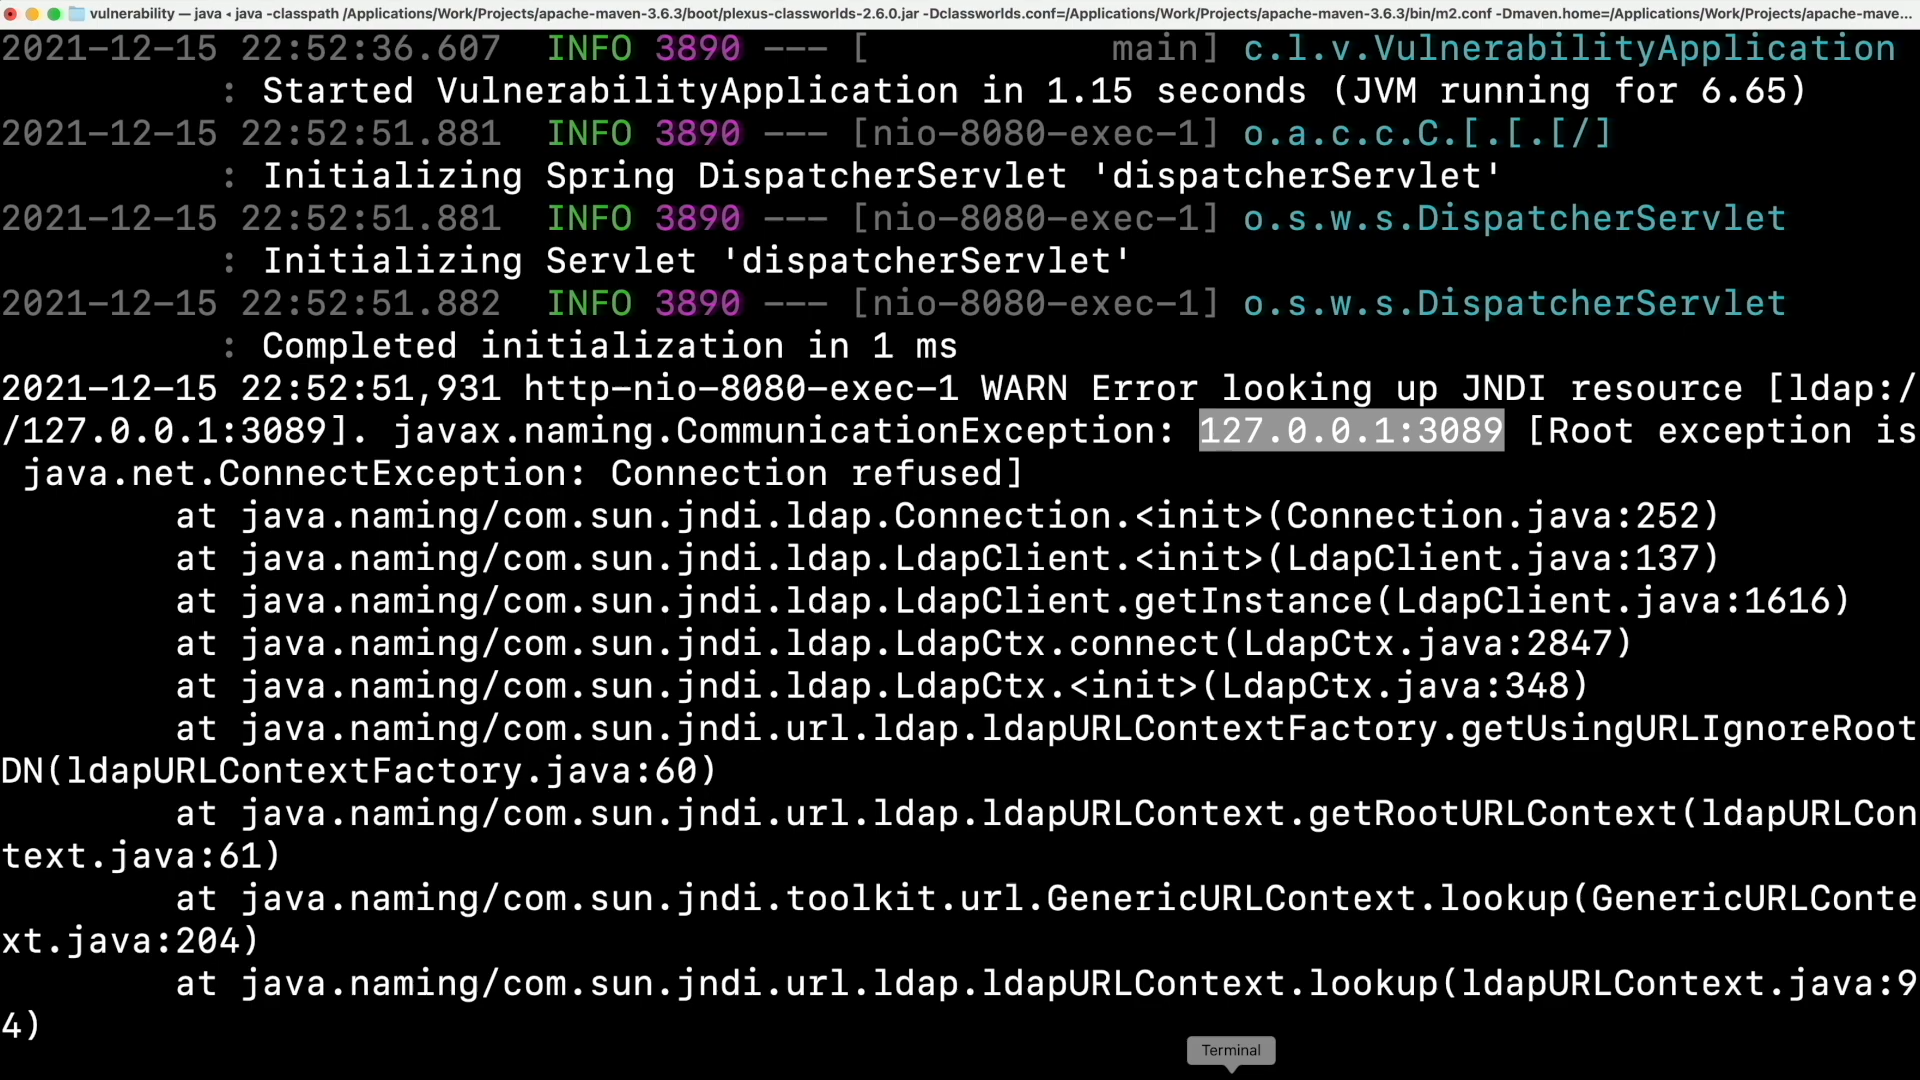 vulnerability — java ◂ java -classpath /Applications/Work/Projects/apache-maven-3.6.3/boot/plexus-classworlds-2.6.0.jar -Dclassworlds.conf=/Applications/Work/Projects/apache-maven-3.6.3/bin/m2.conf -Dmaven.home=/Applications/Work/Projects/apache-mave...
2021-12-15 22:52:36.607  INFO 3890 --- [           main] c.l.v.VulnerabilityApplication
: Started VulnerabilityApplication in 1.15 seconds (JVM running for 6.65)
2021-12-15 22:52:51.881  INFO 3890 --- [nio-8080-exec-1] o.a.c.c.C.[.[.[/]
: Initializing Spring DispatcherServlet 'dispatcherServlet'
2021-12-15 22:52:51.881  INFO 3890 --- [nio-8080-exec-1] o.s.w.s.DispatcherServlet
: Initializing Servlet 'dispatcherServlet'
2021-12-15 22:52:51.882  INFO 3890 --- [nio-8080-exec-1] o.s.w.s.DispatcherServlet
: Completed initialization in 1 ms
2021-12-15 22:52:51,931 http-nio-8080-exec-1 WARN Error looking up JNDI resource [ldap:/
/127.0.0.1:3089]. javax.naming.CommunicationException: 127.0.0.1:3089 [Root exception is
java.net.ConnectException: Connection refused]
at java.naming/com.sun.jndi.ldap.Connection.<init>(Connection.java:252)
at java.naming/com.sun.jndi.ldap.LdapClient.<init>(LdapClient.java:137)
at java.naming/com.sun.jndi.ldap.LdapClient.getInstance(LdapClient.java:1616)
at java.naming/com.sun.jndi.ldap.LdapCtx.connect(LdapCtx.java:2847)
at java.naming/com.sun.jndi.ldap.LdapCtx.<init>(LdapCtx.java:348)
at java.naming/com.sun.jndi.url.ldap.ldapURLContextFactory.getUsingURLIgnoreRoot
DN(ldapURLContextFactory.java:60)
at java.naming/com.sun.jndi.url.ldap.ldapURLContext.getRootURLContext(ldapURLCon
text.java:61)
at java.naming/com.sun.jndi.toolkit.url.GenericURLContext.lookup(GenericURLConte
xt.java:204)
at java.naming/com.sun.jndi.url.ldap.ldapURLContext.lookup(ldapURLContext.java:9
4)
Terminal